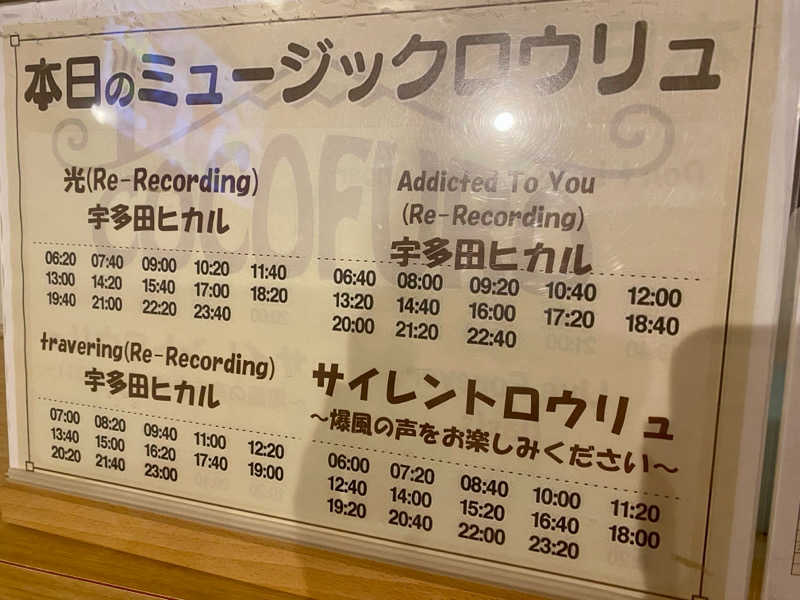 本日のミュージックロウリュ
光(Re-Recording)
宇多田ヒカル
06:20 07:40 09:00 10:20 11:40
13:00 14:20 15:40 17:00 18:20
19:40 21:00 22:20 23:40
Addicted To You
(Re-Recording)
宇多田ヒカル
06:40 08:00 09:20 10:40 12:00
13:20 14:40 16:00 17:20 18:40
20:00 21:20 22:40
travering(Re-Recording)
宇多田ヒカル
07:00 08:20 09:40 11:00 12:20
13:40 15:00 16:20 17:40 19:00
20:20 21:40 23:00
サイレントロウリュ
～爆風の声をお楽しみください～
06:00 07:20 08:40 10:00 11:20
12:40 14:00 15:20 16:40 18:00
19:20 20:40 22:00 23:20